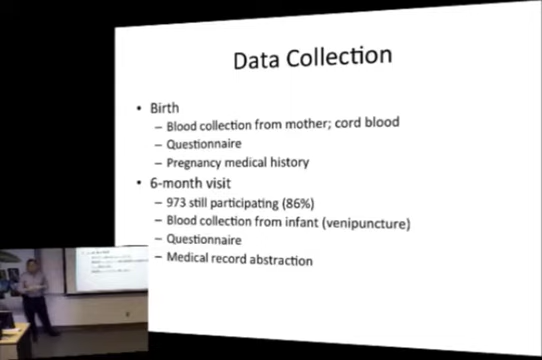 Data Collection
• Birth
– Blood collection from mother; cord blood
– Questionnaire
– Pregnancy medical history
• 6-month visit
– 973 still participating (86%)
– Blood collection from infant (venipuncture)
– Questionnaire
– Medical record abstraction